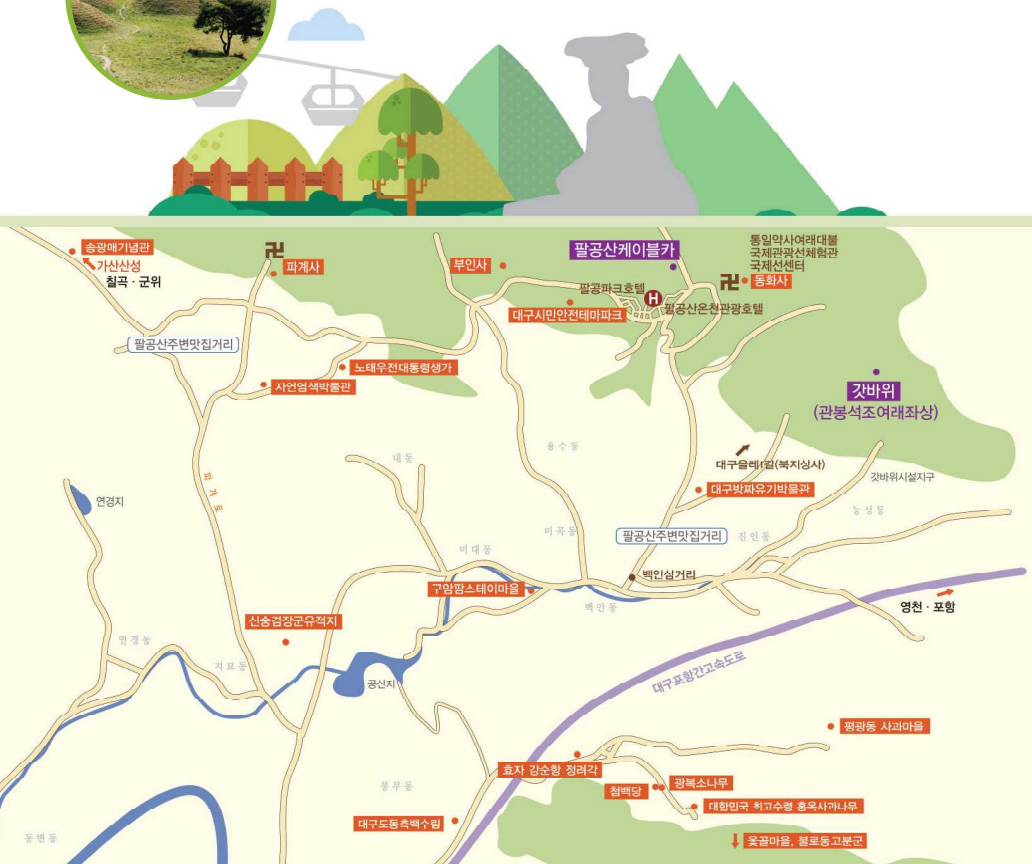 송광매기념관
가산산성
칠곡 · 군위
파계사
부인사
팔공산케이블카
통일약사여래대불
국제관광선체험관
국제선센터
동화사
팔공파크호텔
H
팔공산온천관광호텔
대구시민안전테마파크
팔공산주변맛집거리
노태우전대통령생가
자연염색박물관
갓바위
(관봉석조여래좌상)
용수동
내동
대구올레1길(북지장사)
갓바위시설지구
파계로
연경지
대구방짜유기박물관
능성동
팔공산주변맛집거리
진인동
미곡동
미대동
백안삼거리
구암팜스테이마을
백안동
영천 · 포항
신숭겸장군유적지
연경동
지묘동
공산지
대구포항간고속도로
평광동 사과마을
효자 강순항 정려각
첨백당
광복소나무
봉무동
대한민국 최고수령 홍옥사과나무
대구도동측백수림
동변동
옻골마을, 불로동고분군